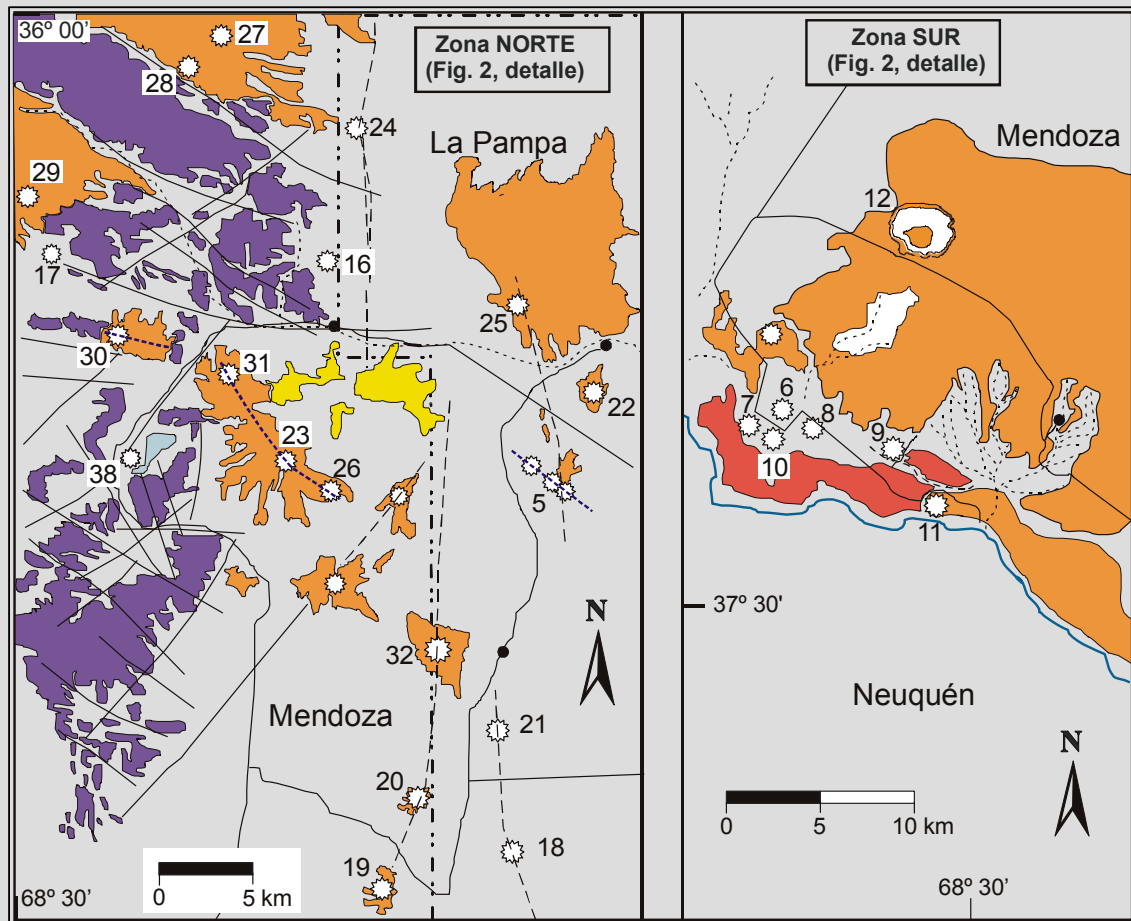 36º 00'
27
Zona NORTE
(Fig. 2, detalle)
28
24
La Pampa
29
17
16
25
30
31
22
23
38
26
5
32
Mendoza
21
20
18
19
0
5 km
68º 30'
N
Zona SUR
(Fig. 2, detalle)
Mendoza
12
6
7
8
9
10
11
37º 30'
Neuquén
N
0
5
10 km
68º 30'